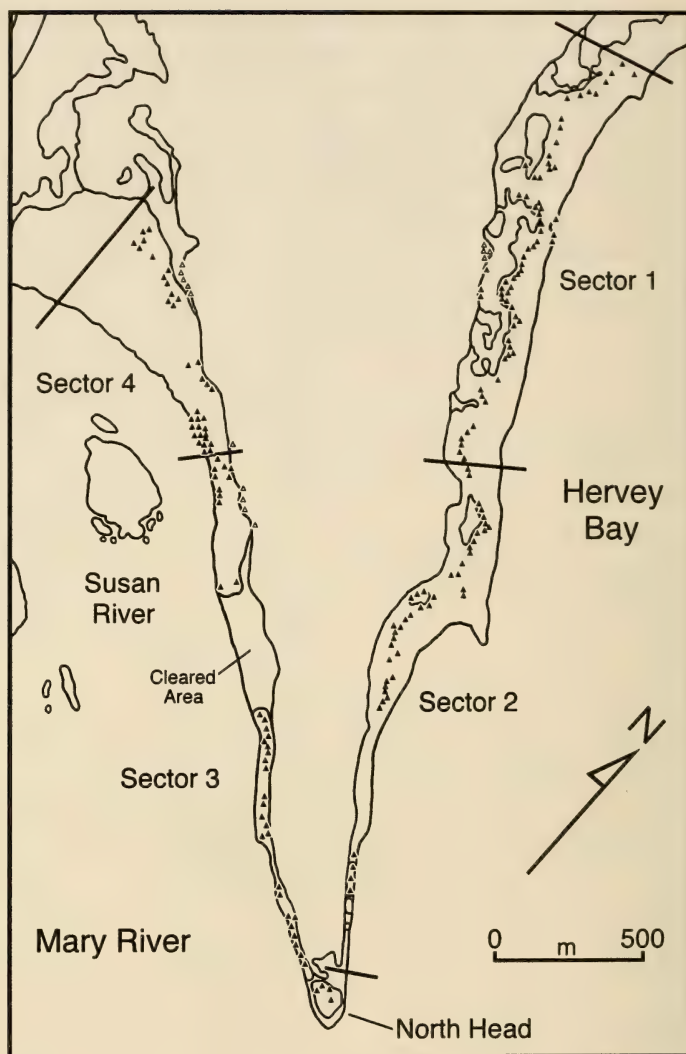 Sector 1
Sector 4
Hervey
Bay
Susan
River
Cleared
Area
Sector 2
N
Sector 3
Mary River
0 m 500
North Head